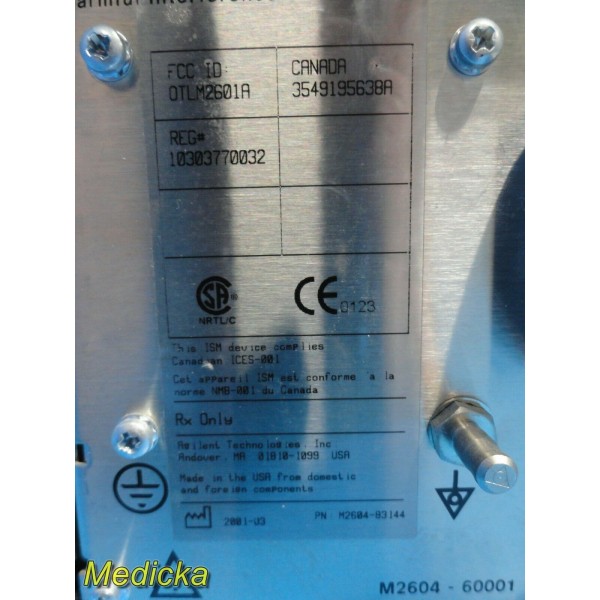 FCC ID:
OTLM2601A
CANADA
3549195638A
REG#
10303770032
NRTL/C
CE 0123
This ISM device complies
Canadian ICES-001
Cet appareil ISM est conforme a la
norme NMB-001 du Canada
Rx Only
Agilent Technologies, Inc
Andover, MA 01810-1099 USA
Made in the USA from domestic
and foreign components
2001-03 PN: M2604-83144
Medicka
M2604 - 60001